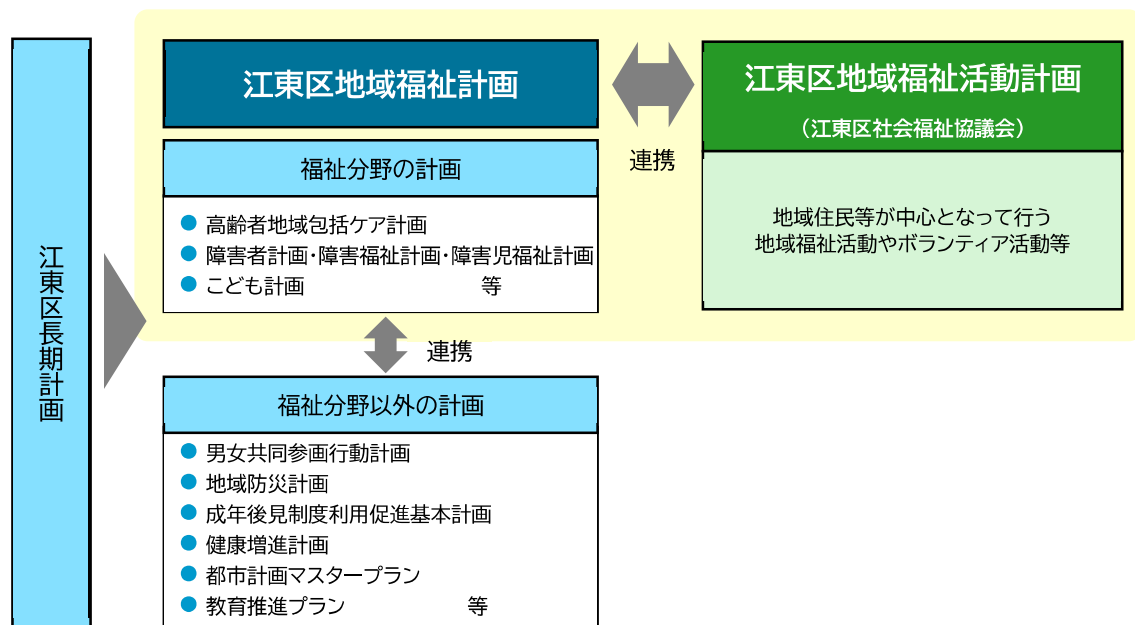 江東区長期計画
江東区地域福祉計画
福祉分野の計画
● 高齢者地域包括ケア計画
● 障害者計画・障害福祉計画・障害児福祉計画
● こども計画 等
連携
江東区地域福祉活動計画
（江東区社会福祉協議会）
地域住民等が中心となって行う
地域福祉活動やボランティア活動等
連携
福祉分野以外の計画
● 男女共同参画行動計画
● 地域防災計画
● 成年後見制度利用促進基本計画
● 健康増進計画
● 都市計画マスタープラン
● 教育推進プラン 等